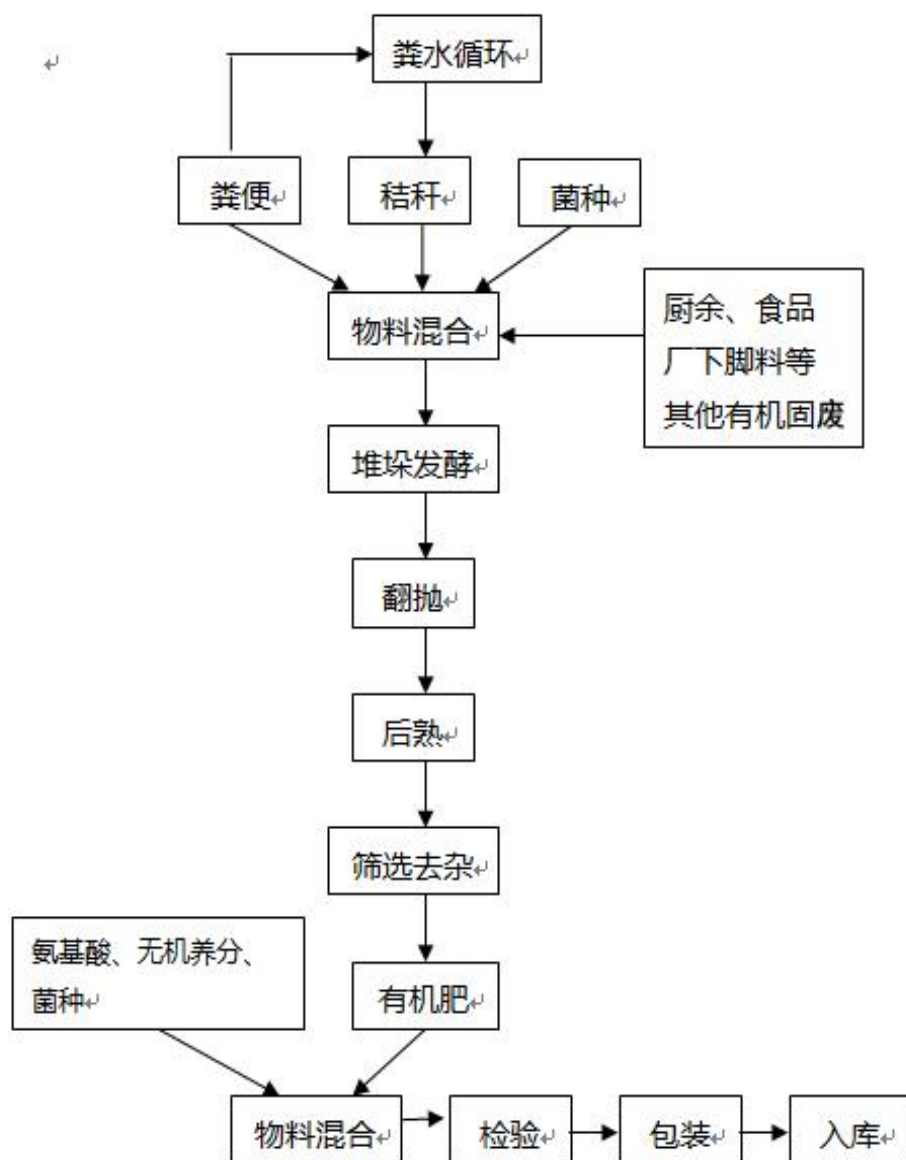 粪水循环
粪便
秸秆
菌种
物料混合
厨余、食品
厂下脚料等
其他有机固废
堆垛发酵
翻抛
后熟
筛选去杂
氨基酸、无机养分、
菌种
有机肥
物料混合
检验
包装
入库